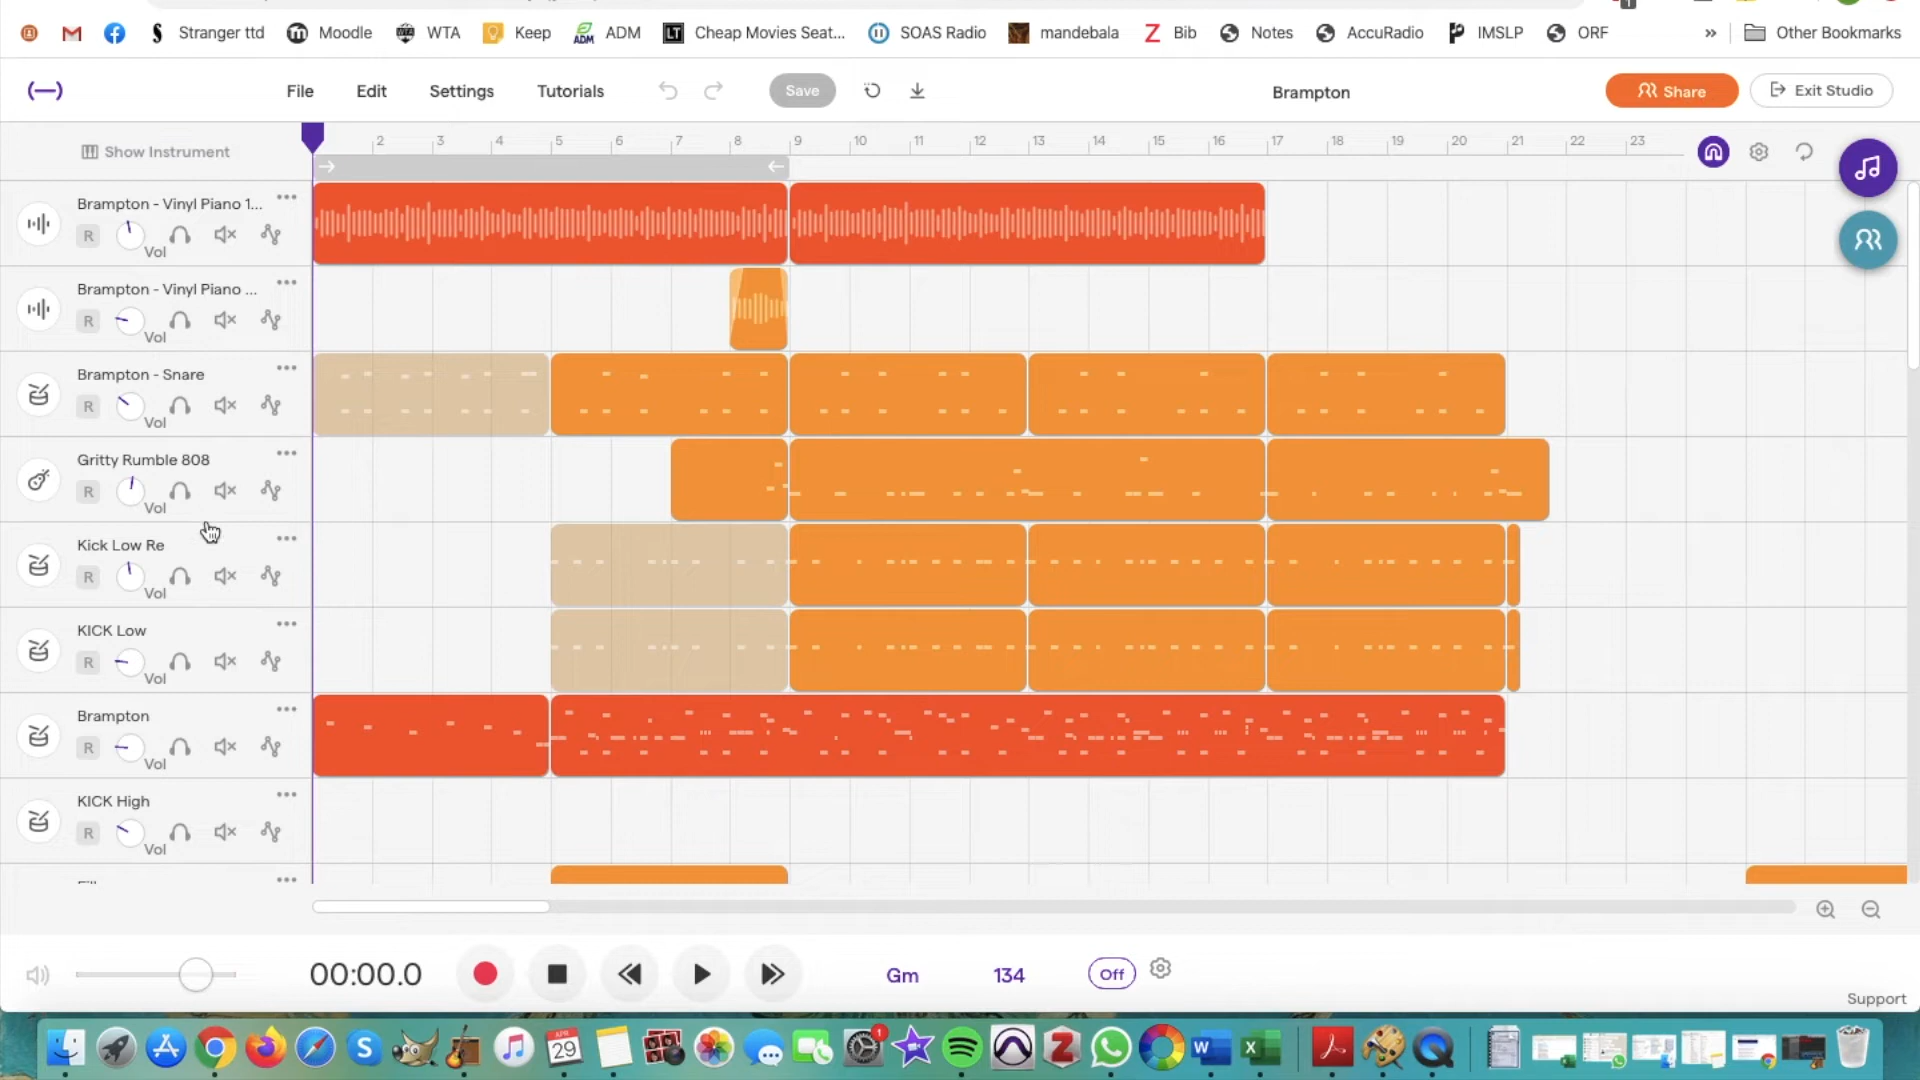 Stranger ttd Moodle WTA Keep ADM Cheap Movies Seat... SOAS Radio mandebala Bib Notes AccuRadio IMSLP ORF » Other Bookmarks
File Edit Settings Tutorials Save Brampton Share Exit Studio
Show Instrument
2 3 4 5 6 7 8 9 10 11 12 13 14 15 16 17 18 19 20 21 22 23
Brampton - Vinyl Piano 1...
R Vol
Brampton - Vinyl Piano ...
R Vol
Brampton - Snare
R Vol
Gritty Rumble 808
R Vol
Kick Low Re
R Vol
KICK Low
R Vol
Brampton
R Vol
KICK High
R Vol
00:00.0 Gm 134 Off
Support
APR
29
1